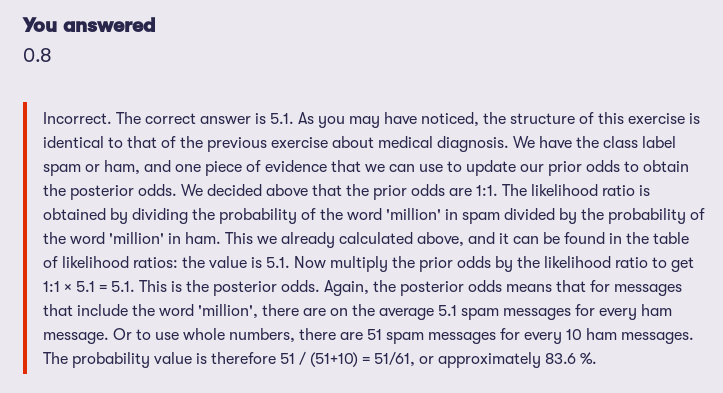 You answered
0.8
Incorrect. The correct answer is 5.1. As you may have noticed, the structure of this exercise is
identical to that of the previous exercise about medical diagnosis. We have the class label
spam or ham, and one piece of evidence that we can use to update our prior odds to obtain
the posterior odds. We decided above that the prior odds are 1:1. The likelihood ratio is
obtained by dividing the probability of the word 'million' in spam divided by the probability of
the word 'million' in ham. This we already calculated above, and it can be found in the table
of likelihood ratios: the value is 5.1. Now multiply the prior odds by the likelihood ratio to get
1:1 × 5.1 = 5.1. This is the posterior odds. Again, the posterior odds means that for messages
that include the word 'million', there are on the average 5.1 spam messages for every ham
message. Or to use whole numbers, there are 51 spam messages for every 10 ham messages.
The probability value is therefore 51 / (51+10) = 51/61, or approximately 83.6 %.